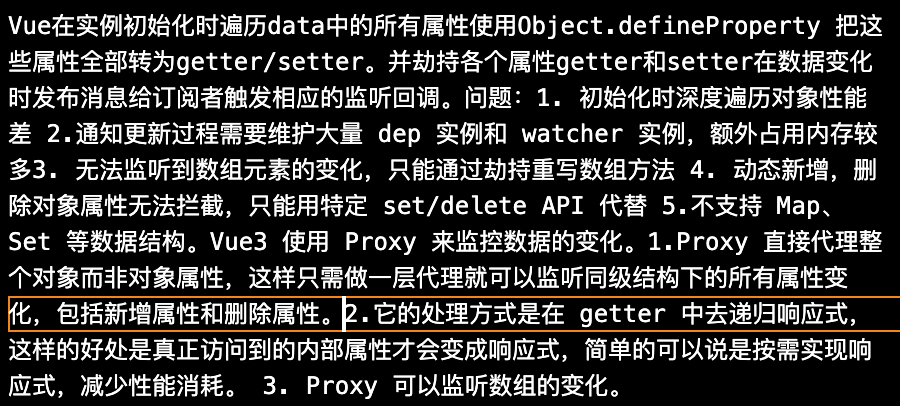 Vue在实例初始化时遍历data中的所有属性使用Object.defineProperty 把这
些属性全部转为getter/setter。并劫持各个属性getter和setter在数据变化
时发布消息给订阅者触发相应的监听回调。问题：1. 初始化时深度遍历对象性能
差 2.通知更新过程需要维护大量 dep 实例和 watcher 实例，额外占用内存较
多3. 无法监听到数组元素的变化，只能通过劫持重写数组方法 4. 动态新增，删
除对象属性无法拦截，只能用特定 set/delete API 代替 5.不支持 Map、
Set 等数据结构。Vue3 使用 Proxy 来监控数据的变化。1.Proxy 直接代理整
个对象而非对象属性，这样只需做一层代理就可以监听同级结构下的所有属性变
化，包括新增属性和删除属性。2.它的处理方式是在 getter 中去递归响应式，
这样的好处是真正访问到的内部属性才会变成响应式，简单的可以说是按需实现响
应式，减少性能消耗。 3. Proxy 可以监听数组的变化。